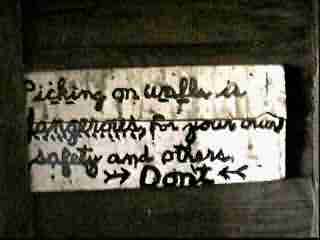 Picking on walls is
dangerous, for your own
safety and others.
Don't